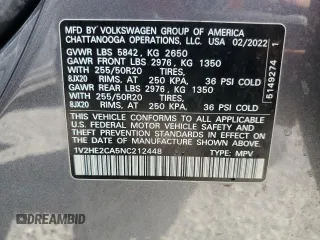 MFD BY VOLKSWAGEN GROUP OF AMERICA
CHATTANOOGA OPERATIONS, LLC. USA 02/2022
GVWR LBS 5842, KG 2650
GAWR FRONT LBS 2976, KG 1350
WITH 255/50R20 TIRES,
8JX20 RIMS, AT 250 KPA, 36 PSI COLD
GAWR REAR LBS 2976, KG 1350
WITH 255/50R20 TIRES,
8JX20 RIMS, AT 250 KPA, 36 PSI COLD
THIS VEHICLE CONFORMS TO ALL APPLICABLE
U.S. FEDERAL MOTOR VEHICLE SAFETY
AND THEFT PREVENTION STANDARDS IN EFFECT
ON THE DATE OF MANUFACTURE SHOWN ABOVE.
1V2HE2CA5NC212448 TYPE: MPV
5149274 1
© DREAMBID